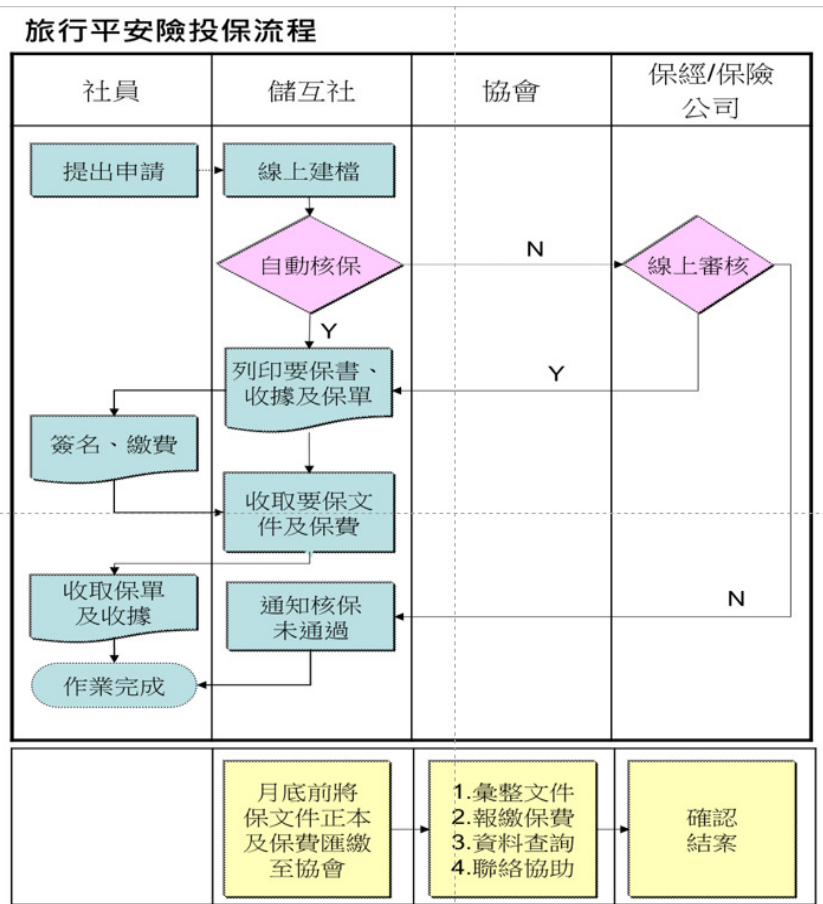 旅行平安險投保流程
社員
儲互社
協會
保經/保險
公司
提出申請
線上建檔
自動核保
N
線上審核
Y
列印要保書、
收據及保單
Y
簽名、繳費
收取要保文
件及保費
收取保單
及收據
通知核保
未通過
N
作業完成
月底前將
保文件正本
及保費匯繳
至協會
1.彙整文件
2.報繳保費
3.資料查詢
4.聯絡協助
確認
結案